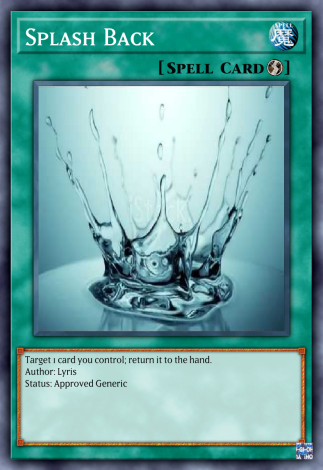 Splash Back
[Spell Card]
Target 1 card you control; return it to the hand.
Author: Lyris
Status: Approved Generic